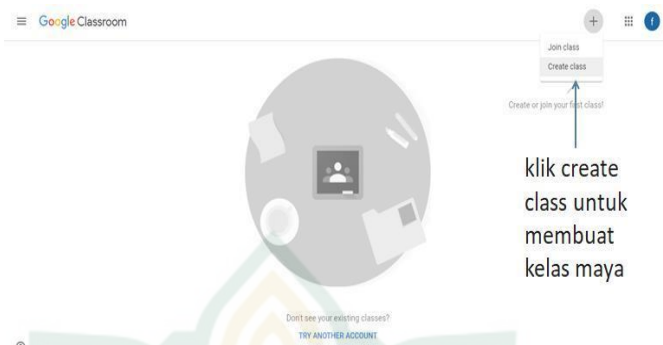 Google Classroom
f
Join class
Create class
Create or join your first class!
klik create
class untuk
membuat
kelas maya
Don't see your existing classes?
TRY ANOTHER ACCOUNT